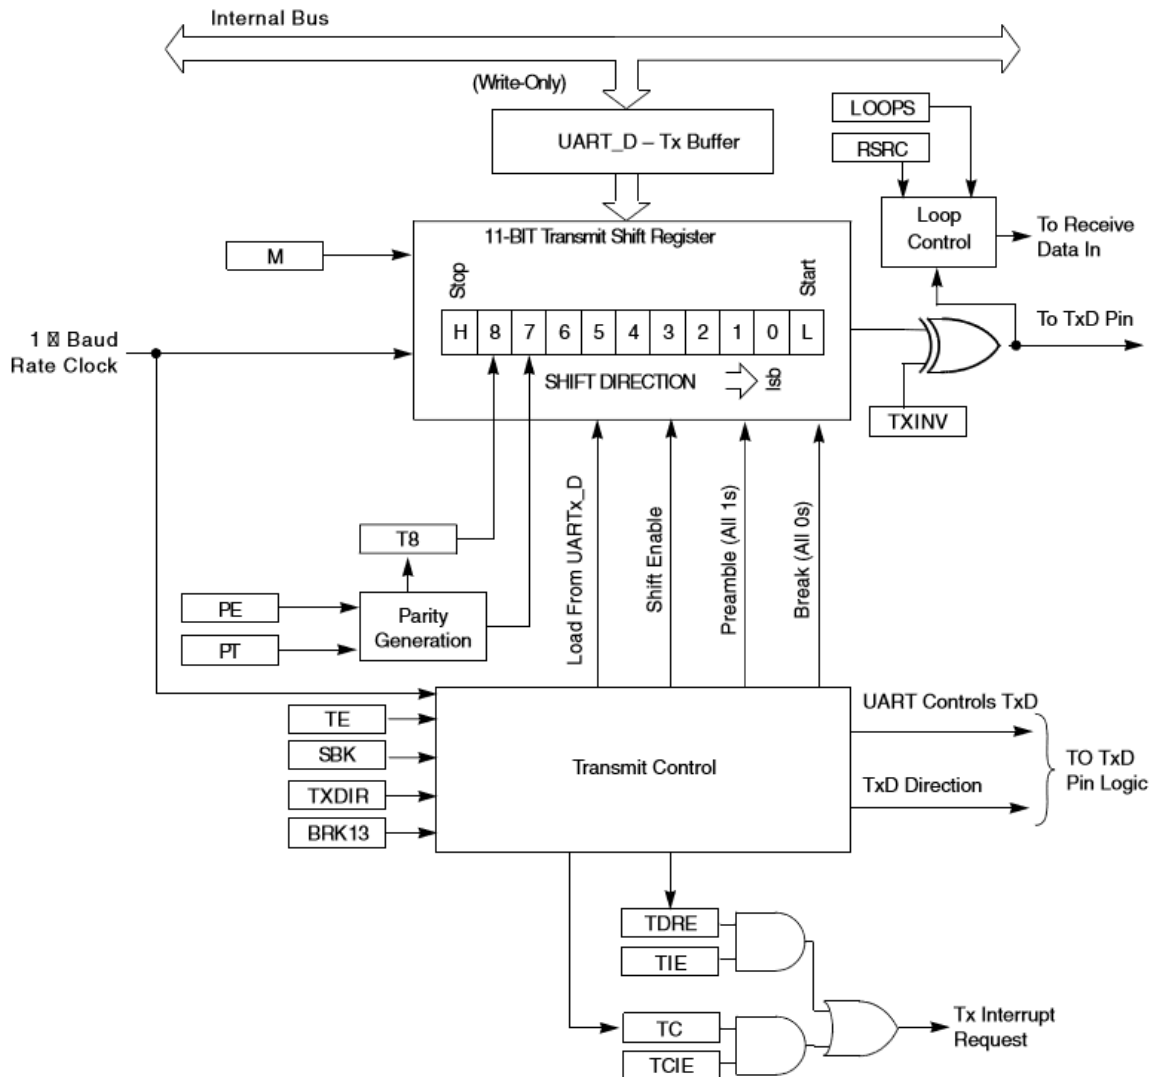 Internal Bus
(Write-Only)
UART_D – Tx Buffer
LOOPS
RSRC
Loop
Control
To Receive
Data In
11-BIT Transmit Shift Register
M
Stop
Start
H 8 7 6 5 4 3 2 1 0 L
1 ☒ Baud
Rate Clock
To TxD Pin
SHIFT DIRECTION
lsb
TXINV
T8
Load From UARTx_D
Shift Enable
Preamble (All 1s)
Break (All 0s)
PE
PT
Parity
Generation
TE
SBK
TXDIR
BRK13
Transmit Control
UART Controls TxD
TxD Direction
TO TxD
Pin Logic
TDRE
TIE
TC
TCIE
Tx Interrupt
Request